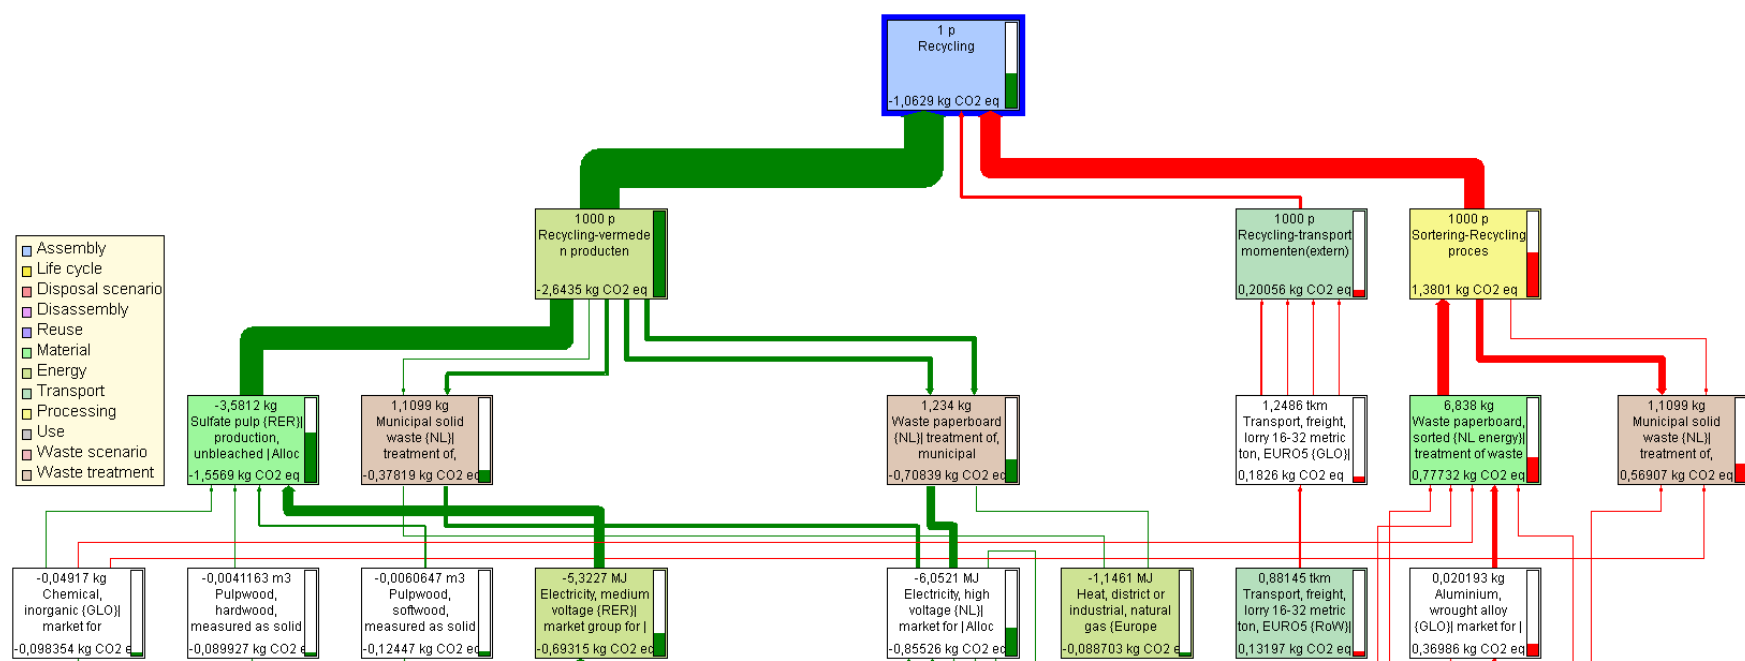 1 p
Recycling
-1,0629 kg CO2 eq
1000 p
Recycling-vermede
n producten
-2,6435 kg CO2 eq
1000 p
Recycling-transport
momenten(extern)
0,20056 kg CO2 eq
1000 p
Sortering-Recycling
proces
1,3801 kg CO2 eq
Assembly
Life cycle
Disposal scenario
Disassembly
Reuse
Material
Energy
Transport
Processing
Use
Waste scenario
Waste treatment
-3,5812 kg
Sulfate pulp {RER}|
production,
unbleached | Alloc
-1,5569 kg CO2 eq
1,1099 kg
Municipal solid
waste {NL}|
treatment of,
-0,37819 kg CO2 eq
1,234 kg
Waste paperboard
{NL}| treatment of,
municipal
-0,70839 kg CO2 eq
1,2486 tkm
Transport, freight,
lorry 16-32 metric
ton, EURO5 {GLO}|
0,1826 kg CO2 eq
6,838 kg
Waste paperboard,
sorted {NL energy}|
treatment of waste
0,77732 kg CO2 eq
1,1099 kg
Municipal solid
waste {NL}|
treatment of,
0,56907 kg CO2 eq
-0,04917 kg
Chemical,
inorganic {GLO}|
market for
-0,098354 kg CO2 e
-0,0041163 m3
Pulpwood,
hardwood,
measured as solid
-0,089927 kg CO2 e
-0,0060647 m3
Pulpwood,
softwood,
measured as solid
-0,12447 kg CO2 eq
-5,3227 MJ
Electricity, medium
voltage {RER}|
market group for |
-0,69315 kg CO2 eq
-6,0521 MJ
Electricity, high
voltage {NL}|
market for | Alloc
-0,85526 kg CO2 eq
-1,1461 MJ
Heat, district or
industrial, natural
gas {Europe
-0,088703 kg CO2 e
0,88145 tkm
Transport, freight,
lorry 16-32 metric
ton, EURO5 {RoW}|
0,13197 kg CO2 eq
0,020193 kg
Aluminium,
wrought alloy
{GLO}| market for |
0,36986 kg CO2 eq